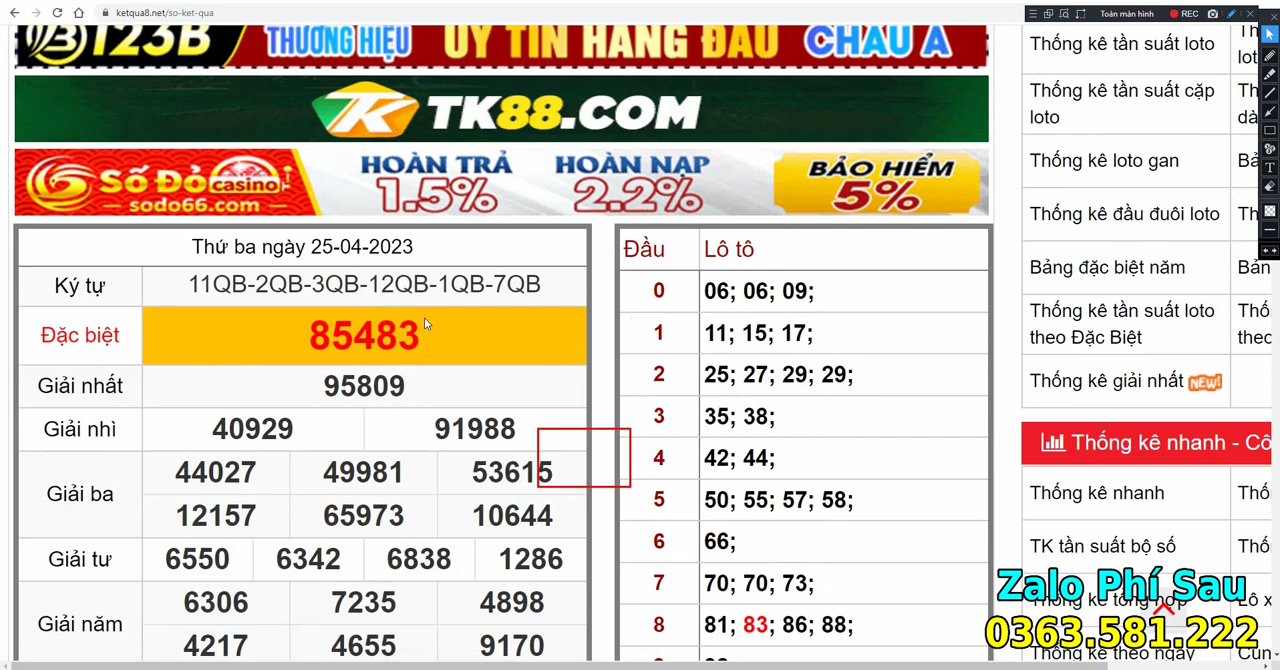 ketqua8.net/so-ket-qua
Toàn màn hình
REC
123B
THƯƠNG HIỆU UY TÍN HÀNG ĐẦU CHÂU Á
TK88.COM
SỐ ĐỎ casino
sodo66.com
HOÀN TRẢ
1.5%
HOÀN NẠP
2.2%
BẢO HIỂM
5%
Thứ ba ngày 25-04-2023
Ký tự 11QB-2QB-3QB-12QB-1QB-7QB
Đặc biệt 85483
Giải nhất 95809
Giải nhì 40929 91988
Giải ba 44027 49981 53615
12157 65973 10644
Giải tư 6550 6342 6838 1286
Giải năm 6306 7235 4898
4217 4655 9170
Đầu Lô tô
0 06; 06; 09;
1 11; 15; 17;
2 25; 27; 29; 29;
3 35; 38;
4 42; 44;
5 50; 55; 57; 58;
6 66;
7 70; 70; 73;
8 81; 83; 86; 88;
Thống kê tần suất loto
Thống kê tần suất cặp
loto
Thống kê loto gan
Thống kê đầu đuôi loto
Bảng đặc biệt năm
Thống kê tần suất loto
theo Đặc Biệt
Thống kê giải nhất NEW!
Thống kê nhanh - Cô
Thống kê nhanh
TK tần suất bộ số
Thống kê tổng hợp
Thống kê theo ngày
Zalo Phí Sau
0363.581.222